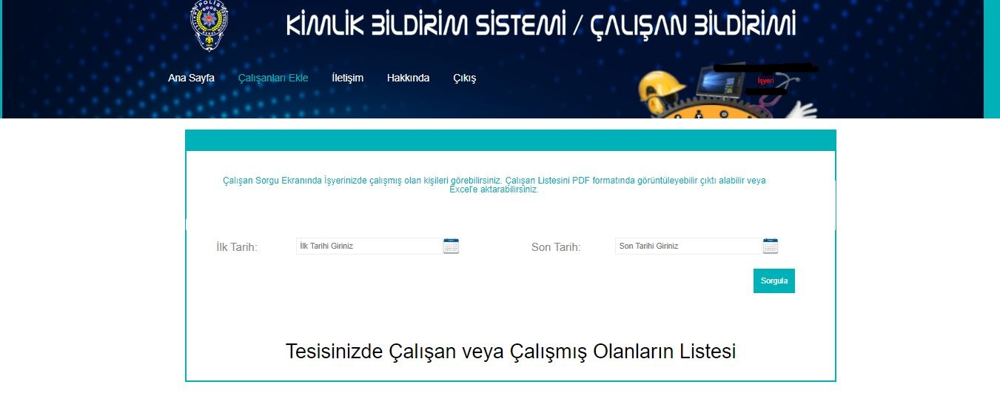 POLİS
KİMLİK BİLDİRİM SİSTEMİ / ÇALIŞAN BİLDİRİMİ
Ana Sayfa Çalışanları Ekle İletişim Hakkında Çıkış
İşyeri
Çalışan Sorgu Ekranında İşyerinizde çalışmış olan kişileri görebilirsiniz. Çalışan Listesini PDF formatında görüntüleyebilir çıktı alabilir veya
Excel'e aktarabilirsiniz.
İlk Tarih: İlk Tarihi Giriniz Son Tarih: Son Tarihi Giriniz
Sorgula
Tesisinizde Çalışan veya Çalışmış Olanların Listesi